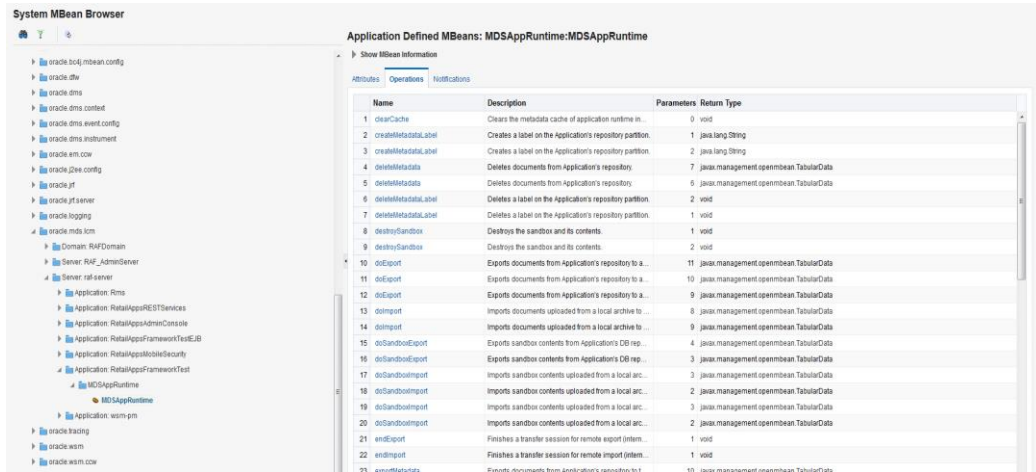 System MBean Browser
oracle.bc4j.mbean.config
oracle.dfw
oracle.dms
oracle.dms.context
oracle.dms.event.config
oracle.dms.instrument
oracle.em.ccw
oracle.j2ee.config
oracle.jrf
oracle.jrf.server
oracle.logging
oracle.mds.lcm
Domain: RAFDomain
Server: RAF_AdminServer
Server: raf-server
Application: Rms
Application: RetailAppsRESTServices
Application: RetailAppsAdminConsole
Application: RetailAppsFrameworkTestEJB
Application: RetailAppsMobileSecurity
Application: RetailAppsFrameworkTest
MDSAppRuntime
MDSAppRuntime
Application: wsm-pm
oracle.tracing
oracle.wsm
oracle.wsm.ccw
Application Defined MBeans: MDSAppRuntime:MDSAppRuntime
Show MBean Information
Attributes Operations Notifications
Name Description Parameters Return Type
1 clearCache Clears the metadata cache of application runtime in... 0 void
2 createMetadataLabel Creates a label on the Application's repository partition. 1 java.lang.String
3 createMetadataLabel Creates a label on the Application's repository partition. 2 java.lang.String
4 deleteMetadata Deletes documents from Application's repository. 7 javax.management.openmbean.TabularData
5 deleteMetadata Deletes documents from Application's repository. 6 javax.management.openmbean.TabularData
6 deleteMetadataLabel Deletes a label on the Application's repository partition. 2 void
7 deleteMetadataLabel Deletes a label on the Application's repository partition. 1 void
8 destroySandbox Destroys the sandbox and its contents. 1 void
9 destroySandbox Destroys the sandbox and its contents. 2 void
10 doExport Exports documents from Application's repository to a... 11 javax.management.openmbean.TabularData
11 doExport Exports documents from Application's repository to a... 10 javax.management.openmbean.TabularData
12 doExport Exports documents from Application's repository to a... 9 javax.management.openmbean.TabularData
13 doImport Imports documents uploaded from a local archive to ... 8 javax.management.openmbean.TabularData
14 doImport Imports documents uploaded from a local archive to ... 9 javax.management.openmbean.TabularData
15 doSandboxExport Exports sandbox contents from Application's DB rep... 4 javax.management.openmbean.TabularData
16 doSandboxExport Exports sandbox contents from Application's DB rep... 3 javax.management.openmbean.TabularData
17 doSandboxImport Imports sandbox contents uploaded from a local arc... 3 javax.management.openmbean.TabularData
18 doSandboxImport Imports sandbox contents uploaded from a local arc... 2 javax.management.openmbean.TabularData
19 doSandboxImport Imports sandbox contents uploaded from a local arc... 3 javax.management.openmbean.TabularData
20 doSandboxImport Imports sandbox contents uploaded from a local arc... 2 javax.management.openmbean.TabularData
21 endExport Finishes a transfer session for remote export (intern... 1 void
22 endImport Finishes a transfer session for remote import (intern... 1 void
23 exportMetadata Exports documents from Application's repository to t... 10 javax.management.openmbean.TabularData